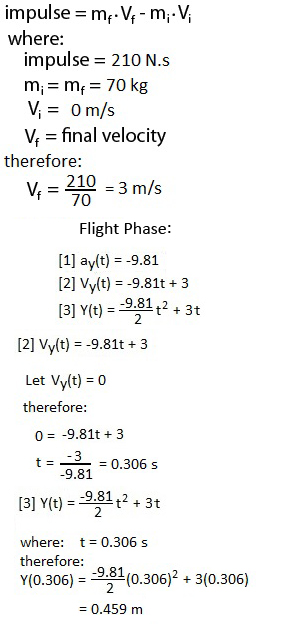 impulse = m_f·V_f - m_i·V_i
where:
impulse = 210 N.s
m_i = m_f = 70 kg
V_i = 0 m/s
V_f = final velocity
therefore:
V_f = 210/70 = 3 m/s
Flight Phase:
[1] a_y(t) = -9.81
[2] V_y(t) = -9.81t + 3
[3] Y(t) = -9.81/2 t² + 3t
[2] V_y(t) = -9.81t + 3
Let V_y(t) = 0
therefore:
0 = -9.81t + 3
t = -3/-9.81 = 0.306 s
[3] Y(t) = -9.81/2 t² + 3t
where: t = 0.306 s
therefore:
Y(0.306) = -9.81/2 (0.306)² + 3(0.306)
= 0.459 m